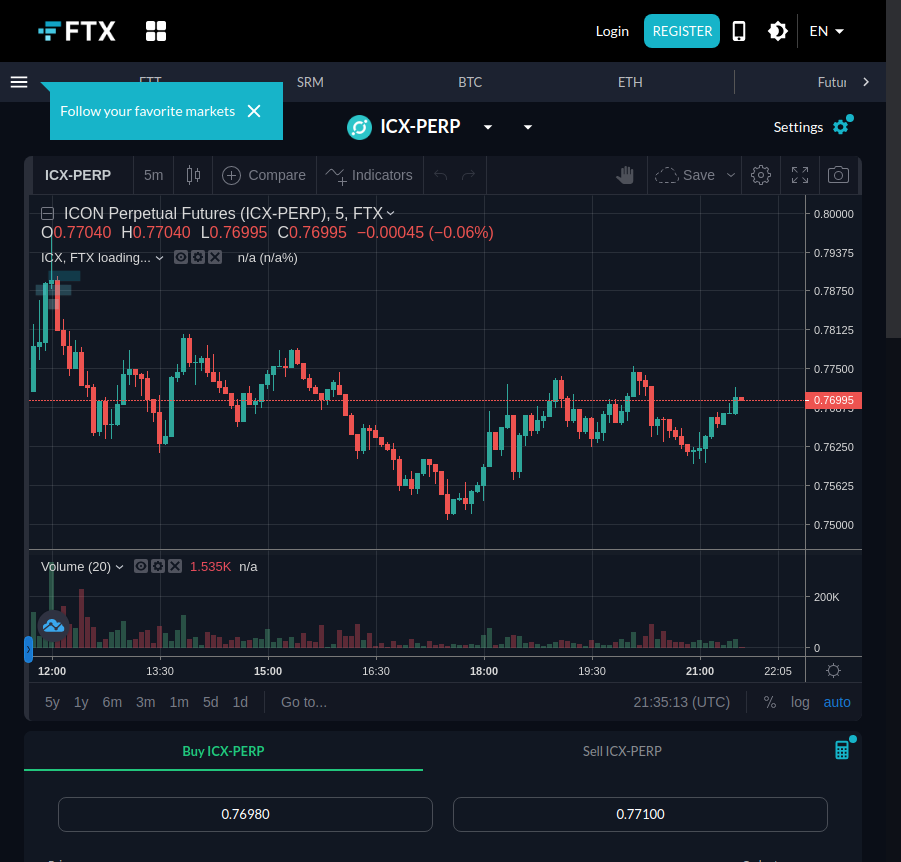 FTX
Login
REGISTER
EN
FTT
SRM
BTC
ETH
Futur
Follow your favorite markets
ICX-PERP
Settings
ICX-PERP
5m
Compare
Indicators
Save
ICON Perpetual Futures (ICX-PERP), 5, FTX
O0.77040 H0.77040 L0.76995 C0.76995 −0.00045 (−0.06%)
ICX, FTX loading...
n/a (n/a%)
0.80000
0.79375
0.78750
0.78125
0.77500
0.76995
0.76875
0.76250
0.75625
0.75000
Volume (20)
1.535K n/a
200K
0
12:00 13:30 15:00 16:30 18:00 19:30 21:00 22:05
5y 1y 6m 3m 1m 5d 1d Go to...
21:35:13 (UTC) % log auto
Buy ICX-PERP
Sell ICX-PERP
0.76980
0.77100